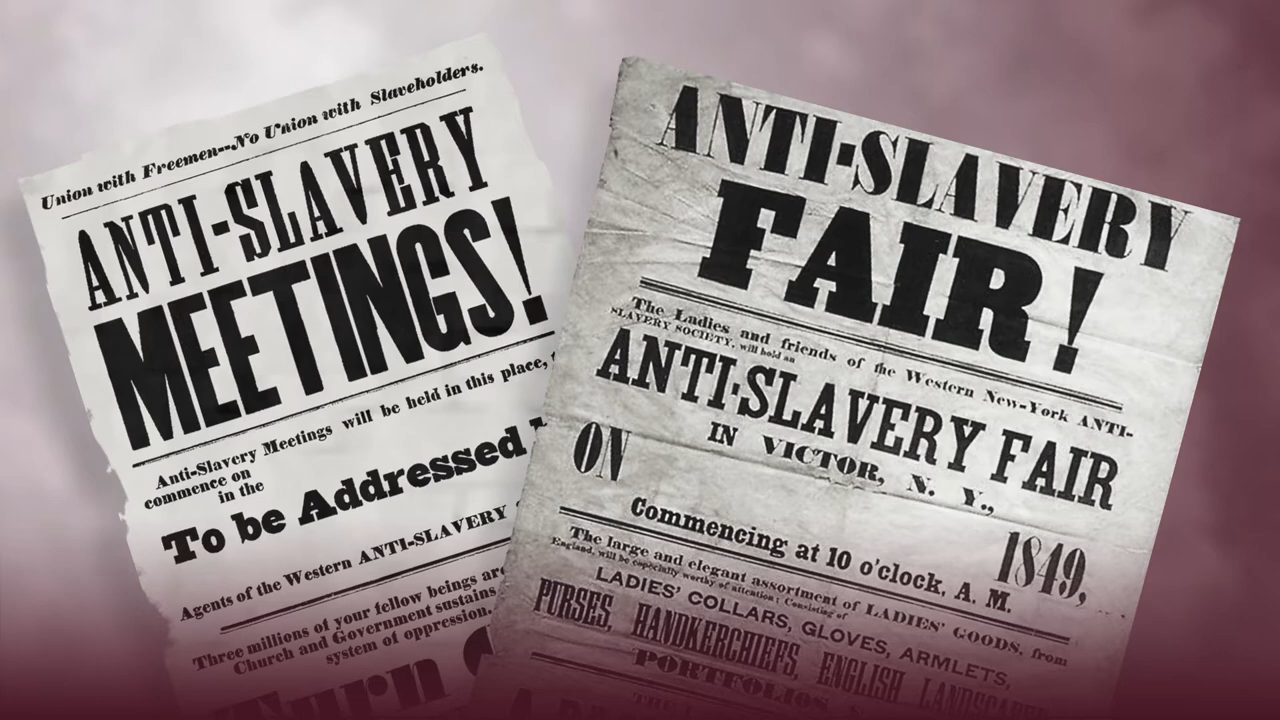 Union with Freemen--No Union with Slaveholders.
ANTI-SLAVERY
MEETINGS!
Anti-Slavery Meetings will be held in this place,
commence on
in the
To be Addressed
Agents of the Western ANTI-SLAVERY
Three millions of your fellow beings are
Church and Government sustains
system of oppression.
Turn
ANTI-SLAVERY
FAIR!
The Ladies and friends of the Western New-York ANTI-
SLAVERY SOCIETY, will hold an
ANTI-SLAVERY FAIR
IN VICTOR, N. Y.,
ON
1849,
Commencing at 10 o'clock, A. M.
The large and elegant assortment of LADIES' GOODS, from
England, will be especially worthy of attention; Consisting of
LADIES' COLLARS, GLOVES, ARMLETS,
PURSES, HANDKERCHIEFS, ENGLISH
PORTFOLIOS